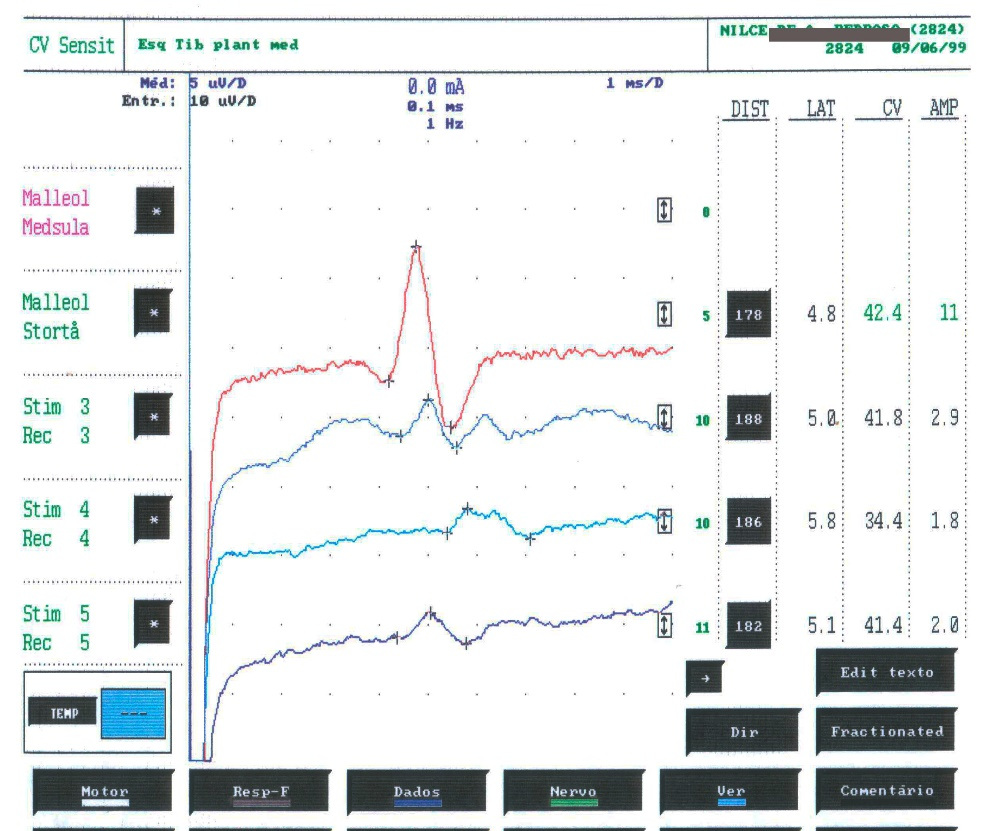 CV Sensit
Esq Tib plant med
NILCE (2824)
2824 09/06/99
Méd: 5 uV/D
Entr.: 10 uV/D
0.0 mA
0.1 ms
1 Hz
1 ms/D
DIST LAT CV AMP
Malleol
Medsula
*
0
Malleol
Stortå
*
5 178 4.8 42.4 11
Stim 3
Rec 3
*
10 188 5.0 41.8 2.9
Stim 4
Rec 4
*
10 186 5.8 34.4 1.8
Stim 5
Rec 5
*
11 182 5.1 41.4 2.0
TEMP ---
→
Edit texto
Dir
Fractionated
Motor
Resp-F
Dados
Nervo
Ver
Comentário